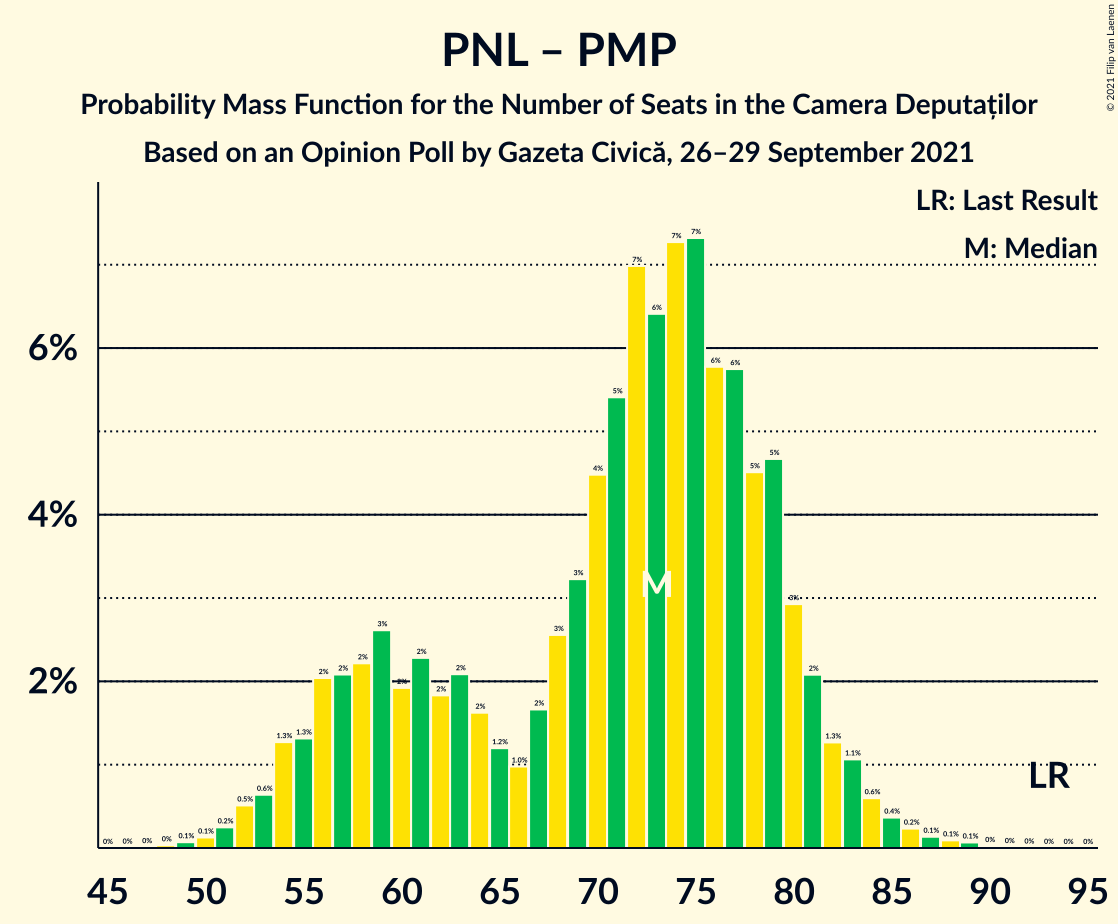 PNL – PMP
Probability Mass Function for the Number of Seats in the Camera Deputaților
Based on an Opinion Poll by Gazeta Civică, 26–29 September 2021
© 2021 Filip van Laenen
LR: Last Result
M: Median
6%
4%
2%
0% 0% 0% 0% 0.1% 0.1% 0.2% 0.5% 0.6% 1.3% 1.3% 2% 2% 2% 3% 2% 2% 2% 2% 2% 1.2% 1.0% 2% 3% 3% 4% 5% 7% 6% 7% 7% 6% 6% 5% 5% 3% 2% 1.3% 1.1% 0.6% 0.4% 0.2% 0.1% 0.1% 0.1% 0% 0% 0% 0% 0% 0%
M
LR
45 50 55 60 65 70 75 80 85 90 95